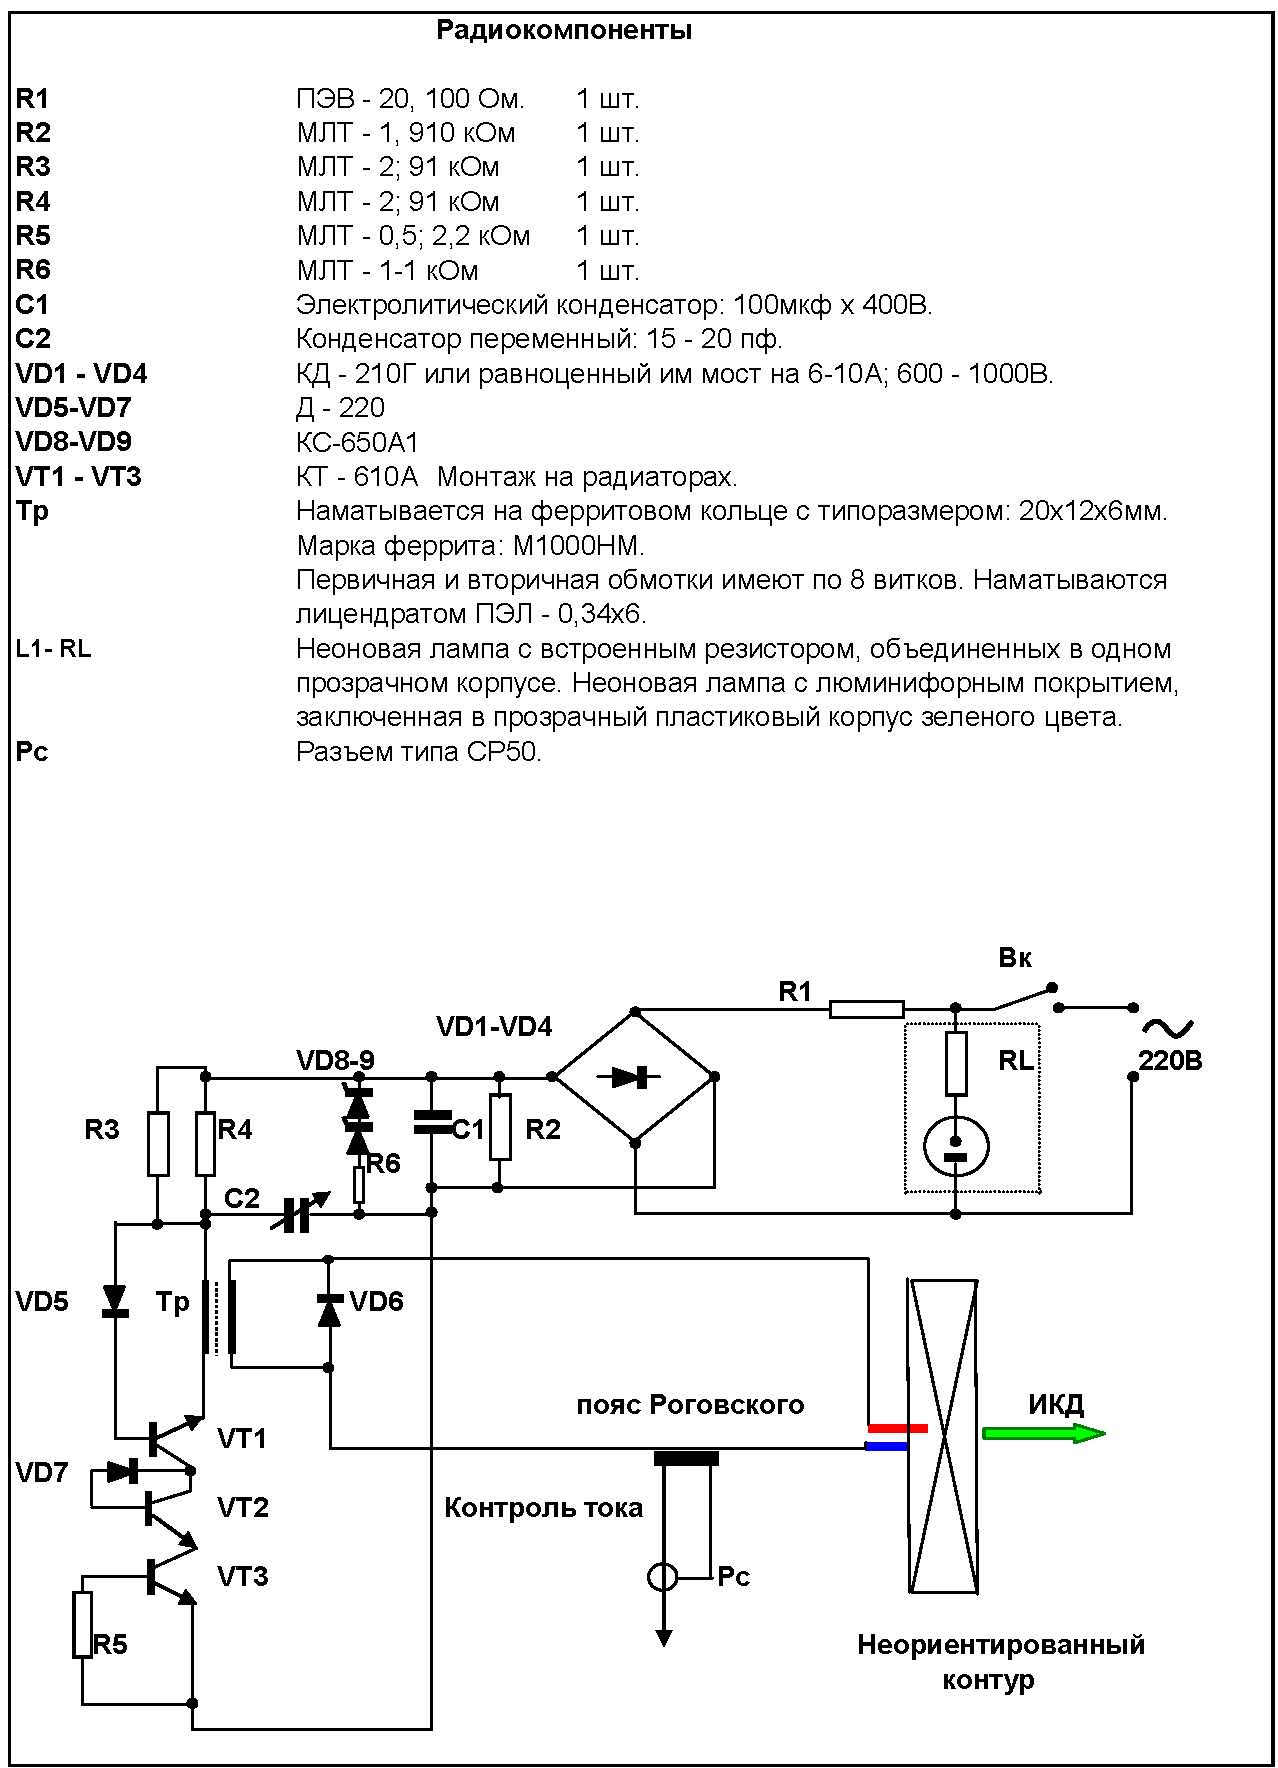 Радиокомпоненты
R1 ПЭВ - 20, 100 Ом. 1 шт.
R2 МЛТ - 1, 910 кОм 1 шт.
R3 МЛТ - 2; 91 кОм 1 шт.
R4 МЛТ - 2; 91 кОм 1 шт.
R5 МЛТ - 0,5; 2,2 кОм 1 шт.
R6 МЛТ - 1-1 кОм 1 шт.
C1 Электролитический конденсатор: 100мкф х 400В.
C2 Конденсатор переменный: 15 - 20 пф.
VD1 - VD4 КД - 210Г или равноценный им мост на 6-10А; 600 - 1000В.
VD5-VD7 Д - 220
VD8-VD9 КС-650А1
VT1 - VT3 КТ - 610А Монтаж на радиаторах.
Тр Наматывается на ферритовом кольце с типоразмером: 20х12х6мм.
Марка феррита: М1000НМ.
Первичная и вторичная обмотки имеют по 8 витков. Наматываются
лицендратом ПЭЛ - 0,34х6.
L1- RL Неоновая лампа с встроенным резистором, объединенных в одном
прозрачном корпусе. Неоновая лампа с люминифорным покрытием,
заключенная в прозрачный пластиковый корпус зеленого цвета.
Рс Разъем типа СР50.
Вк
R1
VD1-VD4
VD8-9
RL
220В
R3
R4
C1
R2
R6
C2
VD5
Тр
VD6
пояс Роговского
ИКД
VT1
VD7
VT2
Контроль тока
VT3
Рс
R5
Неориентированный
контур